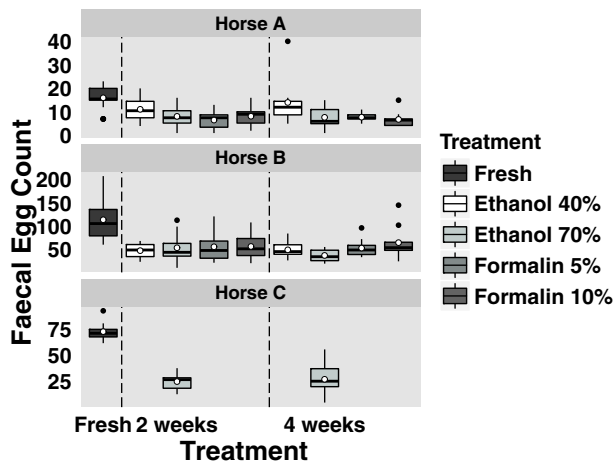 Horse A
40
30
20
10
0
Horse B
200
150
100
50
Horse C
75
50
25
Faecal Egg Count
Fresh 2 weeks 4 weeks
Treatment
Treatment
Fresh
Ethanol 40%
Ethanol 70%
Formalin 5%
Formalin 10%